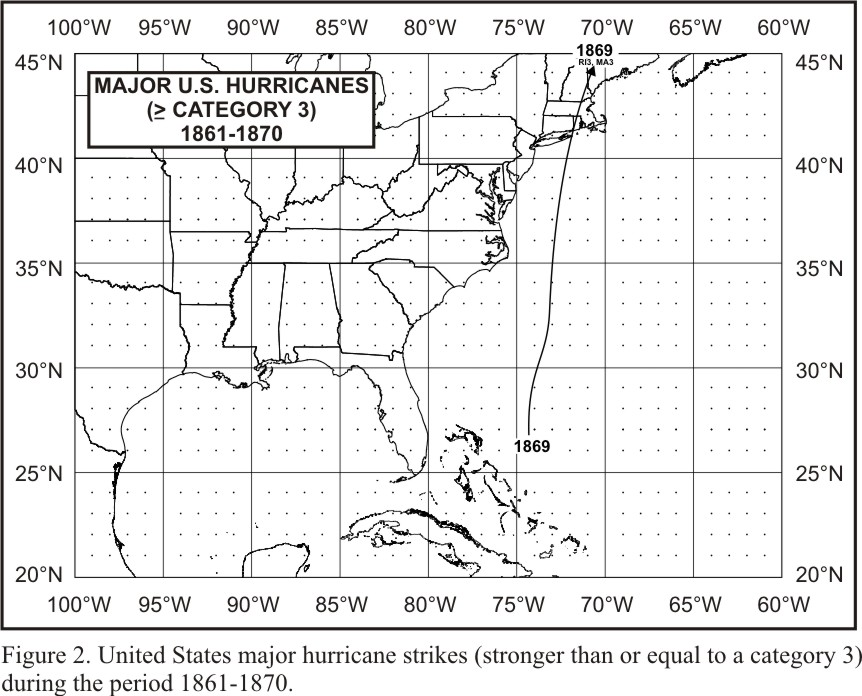 100°W 95°W 90°W 85°W 80°W 75°W 70°W 65°W 60°W
1869
RI3, MA3
45°N 45°N
MAJOR U.S. HURRICANES
(≥ CATEGORY 3)
1861-1870
40°N 40°N
35°N 35°N
30°N 30°N
1869
25°N 25°N
20°N 20°N
100°W 95°W 90°W 85°W 80°W 75°W 70°W 65°W 60°W
Figure 2. United States major hurricane strikes (stronger than or equal to a category 3)
during the period 1861-1870.